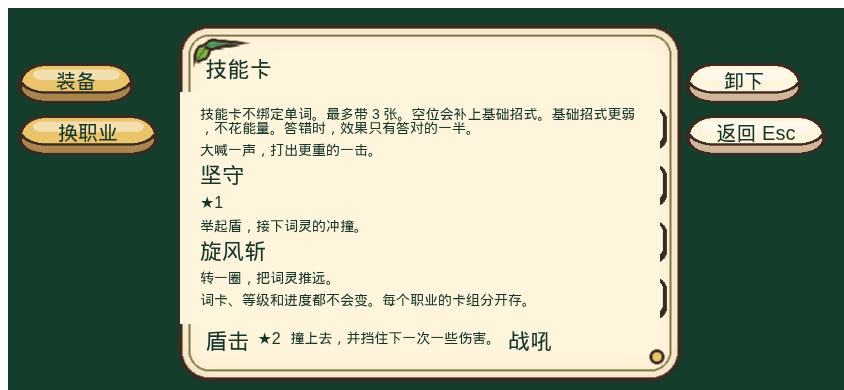 技能卡
装备
卸下
技能卡不绑定单词。最多带 3 张。空位会补上基础招式。基础招式更弱
，不花能量。答错时，效果只有答对的一半。
换职业
返回 Esc
大喊一声，打出更重的一击。
坚守
★1
举起盾，接下词灵的冲撞。
旋风斩
转一圈，把词灵推远。
词卡、等级和进度都不会变。每个职业的卡组分开存。
盾击 ★2 撞上去，并挡住下一次一些伤害。 战吼